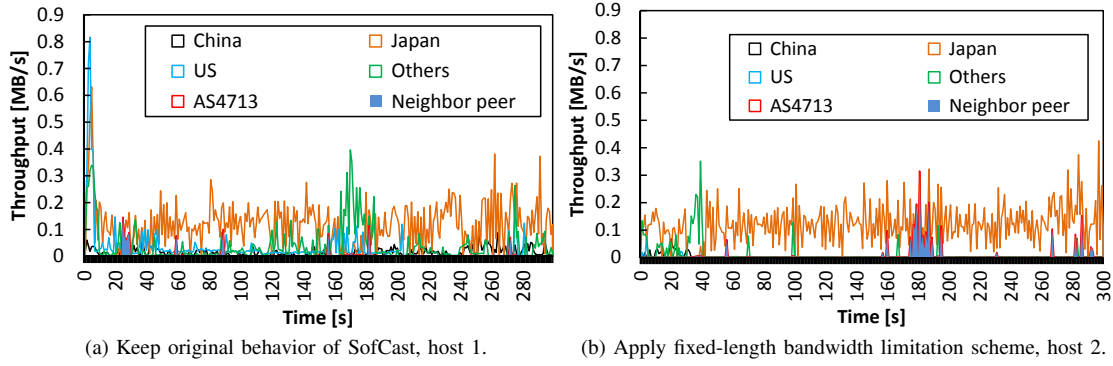 0.9
0.8
0.7
0.6
0.5
0.4
0.3
0.2
0.1
0
Throughput [MB/s]
China Japan
US Others
AS4713 Neighbor peer
0 20 40 60 80 100 120 140 160 180 200 220 240 260 280
Time [s]
(a) Keep original behavior of SofCast, host 1.
0.9
0.8
0.7
0.6
0.5
0.4
0.3
0.2
0.1
0
Throughput [MB/s]
China Japan
US Others
AS4713 Neighbor peer
0 20 40 60 80 100 120 140 160 180 200 220 240 260 280 300
Time [s]
(b) Apply fixed-length bandwidth limitation scheme, host 2.